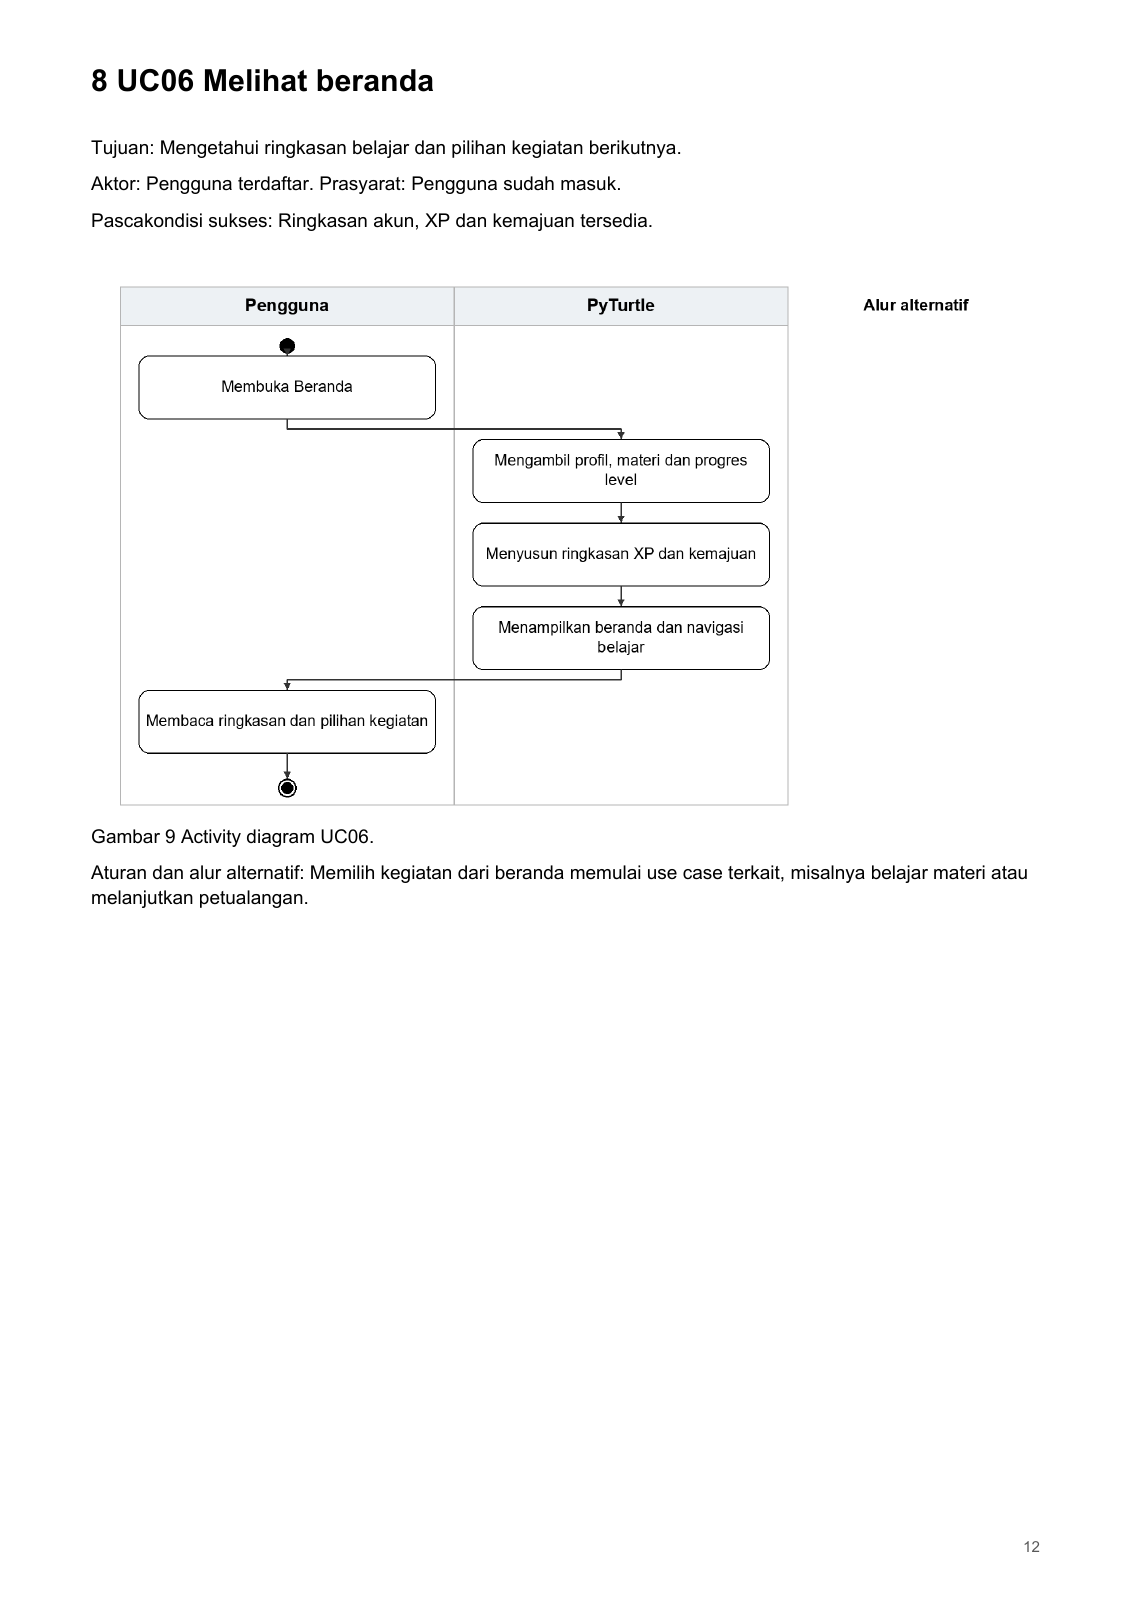 8 UC06 Melihat beranda
Tujuan: Mengetahui ringkasan belajar dan pilihan kegiatan berikutnya.
Aktor: Pengguna terdaftar. Prasyarat: Pengguna sudah masuk.
Pascakondisi sukses: Ringkasan akun, XP dan kemajuan tersedia.
Pengguna
PyTurtle
Alur alternatif
Membuka Beranda
Mengambil profil, materi dan progres
level
Menyusun ringkasan XP dan kemajuan
Menampilkan beranda dan navigasi
belajar
Membaca ringkasan dan pilihan kegiatan
Gambar 9 Activity diagram UC06.
Aturan dan alur alternatif: Memilih kegiatan dari beranda memulai use case terkait, misalnya belajar materi atau
melanjutkan petualangan.
12